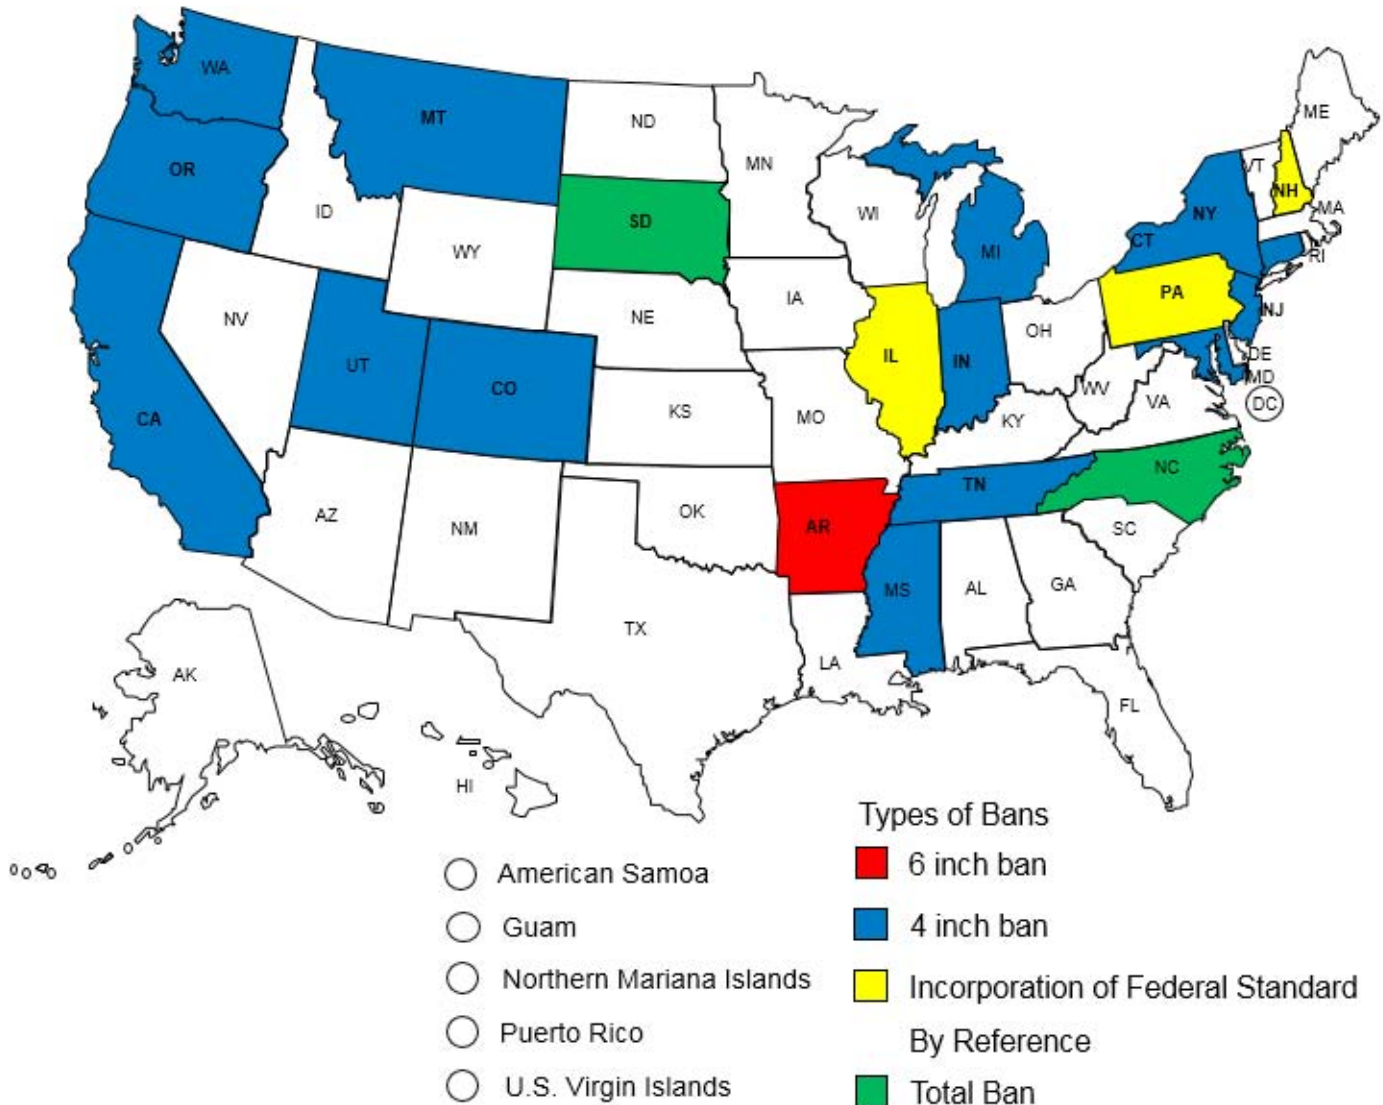 WA
MT
ND
ME
MN
VT
OR
NH
ID
SD
WI
NY
MA
CT
WY
MI
RI
PA
IA
NV
NE
OH
NJ
IL
IN
DE
UT
CO
MD
WV
VA
DC
CA
KS
MO
KY
NC
TN
AZ
NM
OK
AR
SC
MS
AL
GA
TX
LA
AK
FL
HI
Types of Bans
6 inch ban
4 inch ban
Incorporation of Federal Standard
By Reference
Total Ban
American Samoa
Guam
Northern Mariana Islands
Puerto Rico
U.S. Virgin Islands